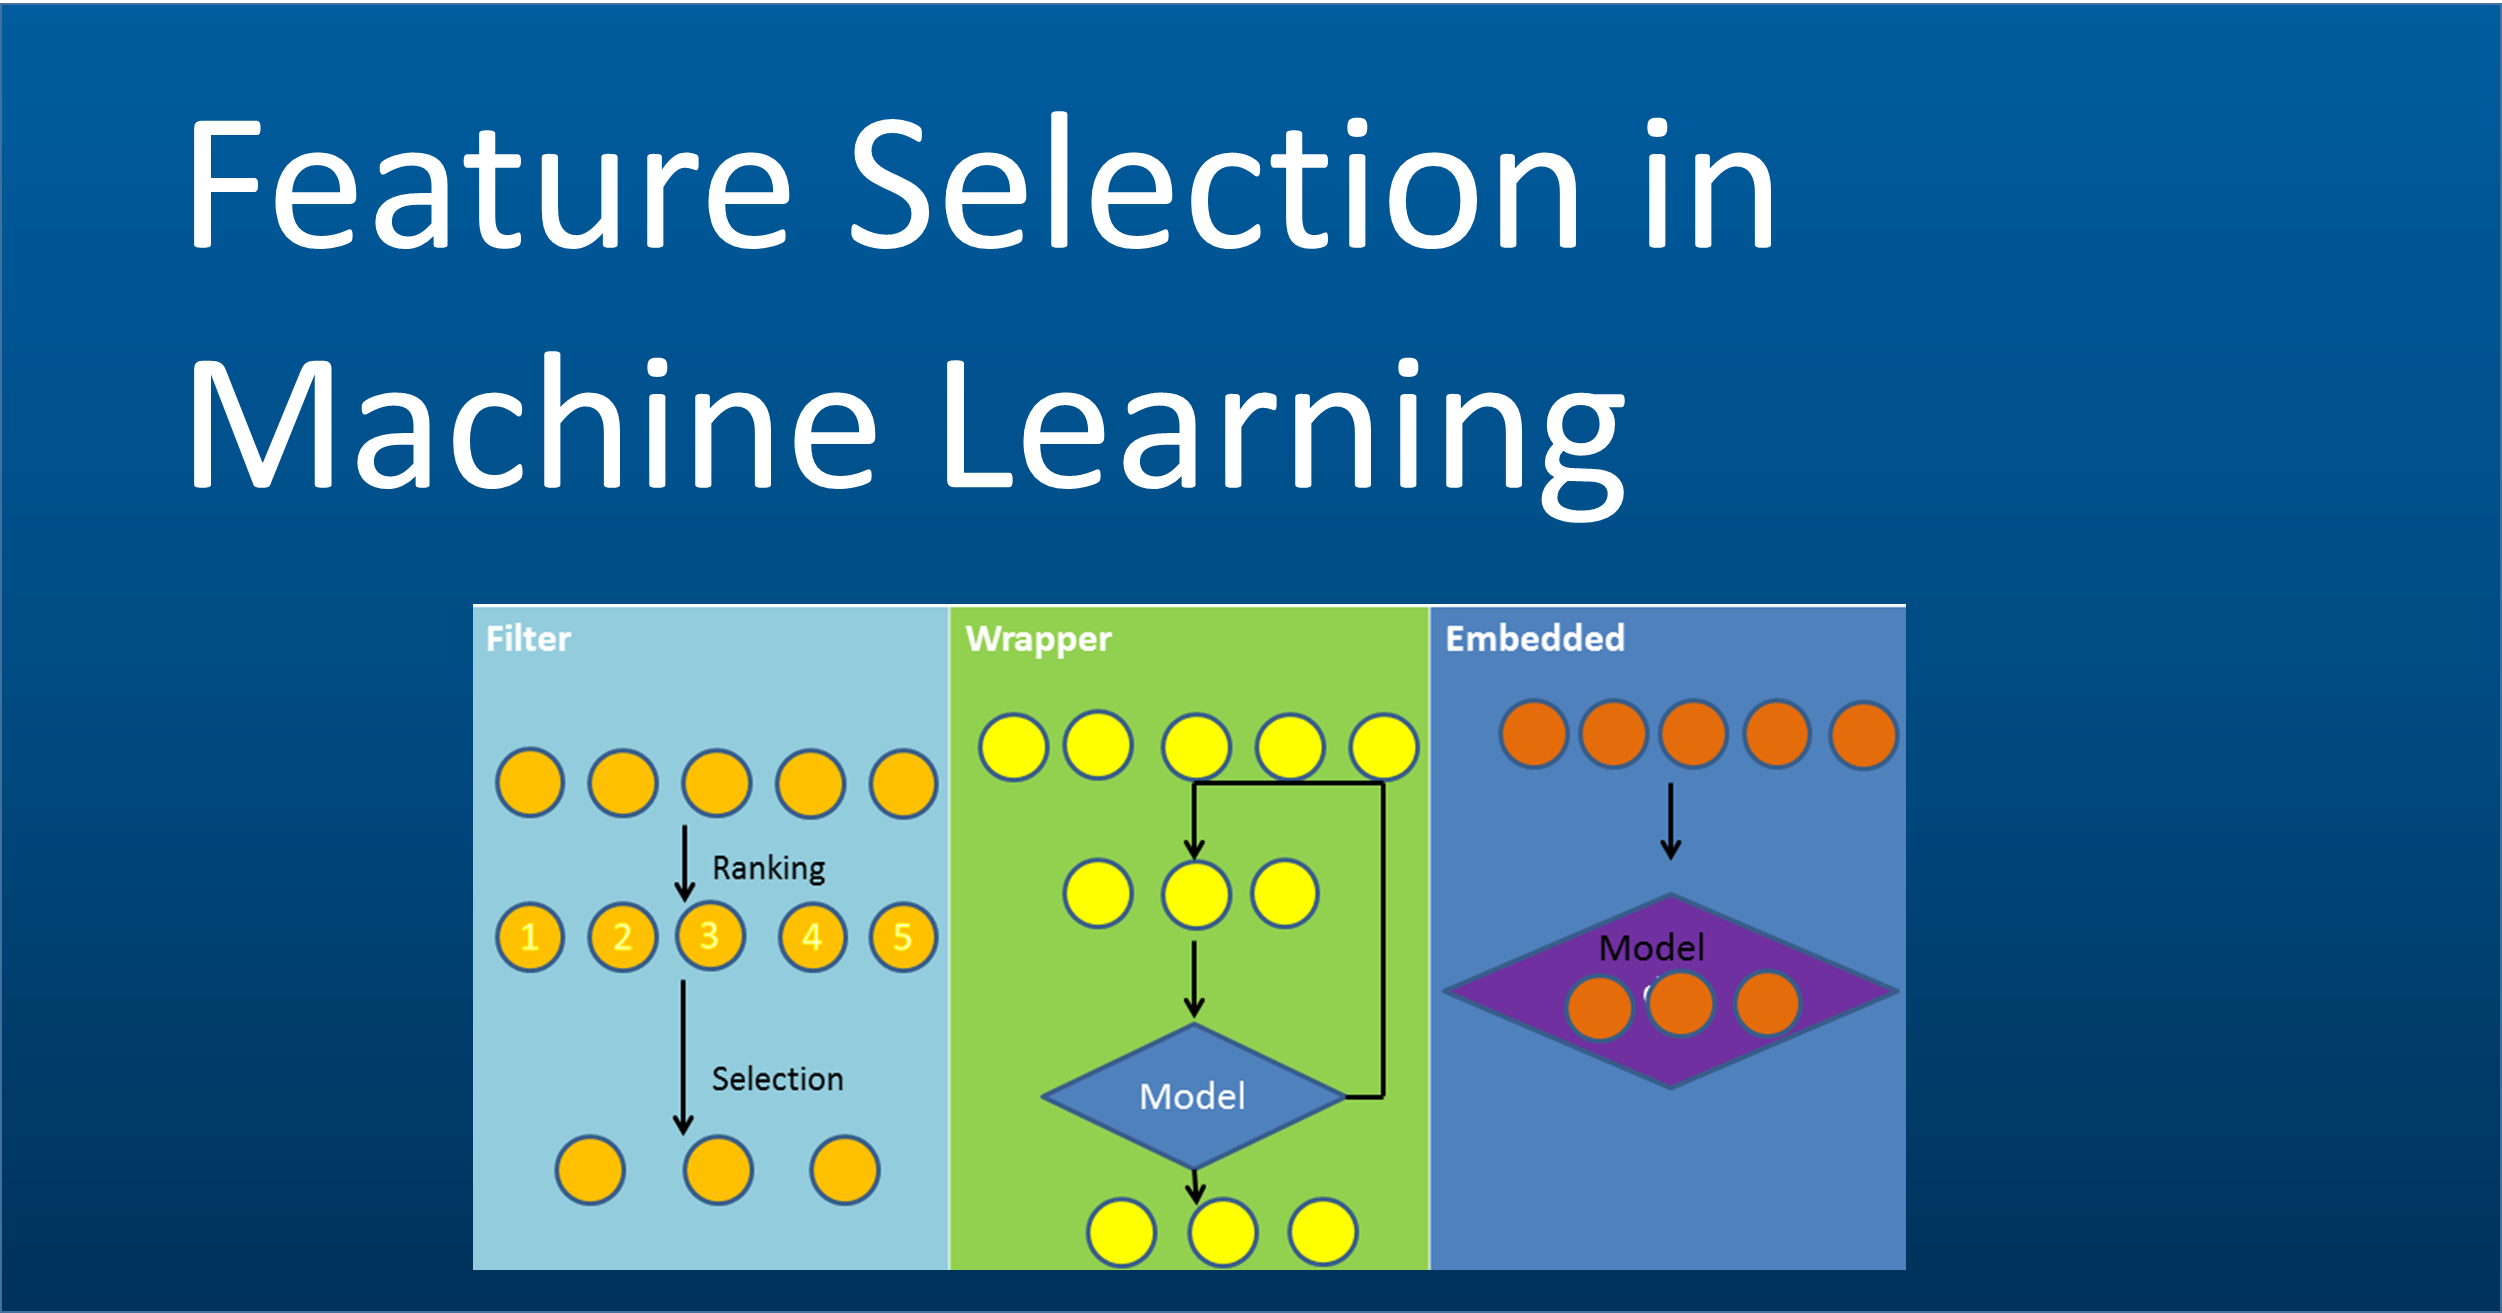 Feature Selection in
Machine Learning
Filter
Wrapper
Embedded
Ranking
1 2 3 4 5
Selection
Model
Model